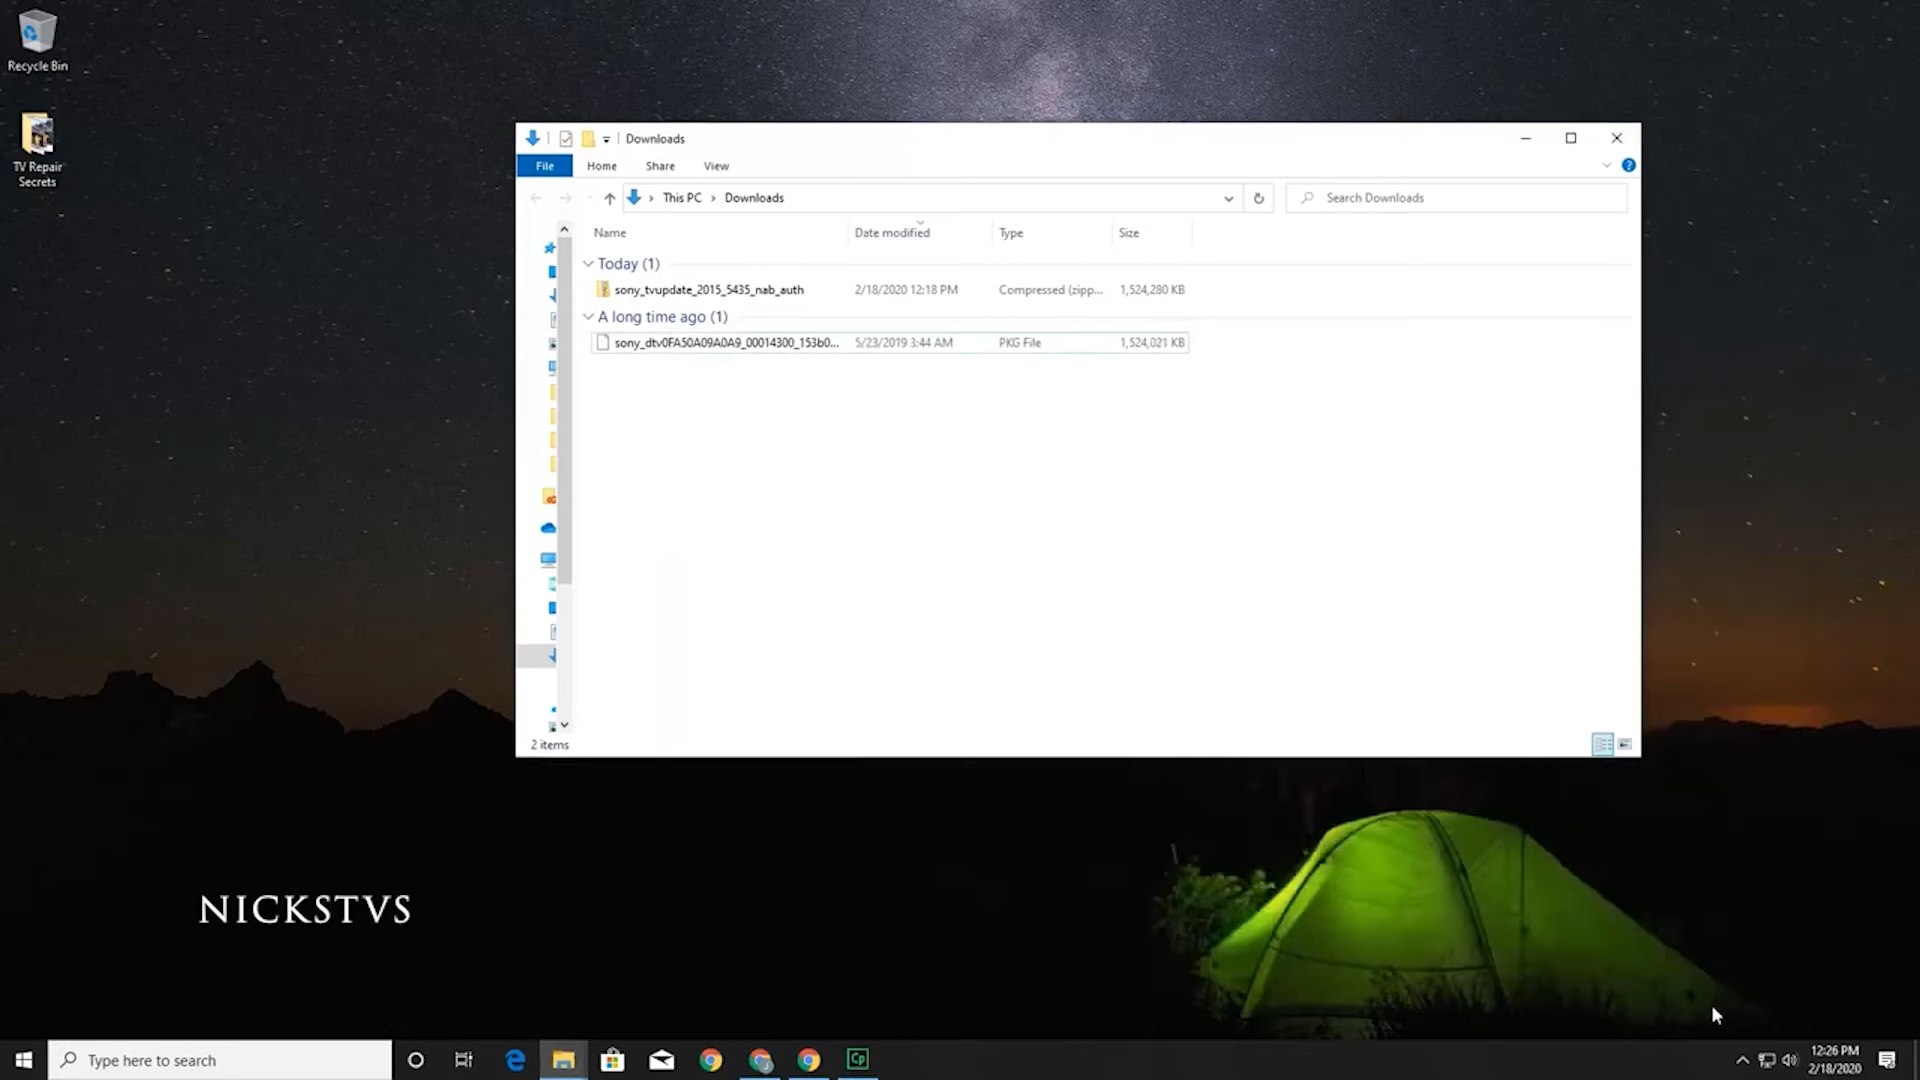 Recycle Bin
TV Repair
Secrets
Downloads
File Home Share View
This PC Downloads
Search Downloads
Name Date modified Type Size
Today (1)
sony_tvupdate_2015_5435_nab_auth 2/18/2020 12:18 PM Compressed (zipp... 1,524,280 KB
A long time ago (1)
sony_dtv0FA50A09A0A9_00014300_153b0... 5/23/2019 3:44 AM PKG File 1,524,021 KB
2 items
NICKSTVS
Type here to search
Cp
12:26 PM
2/18/2020